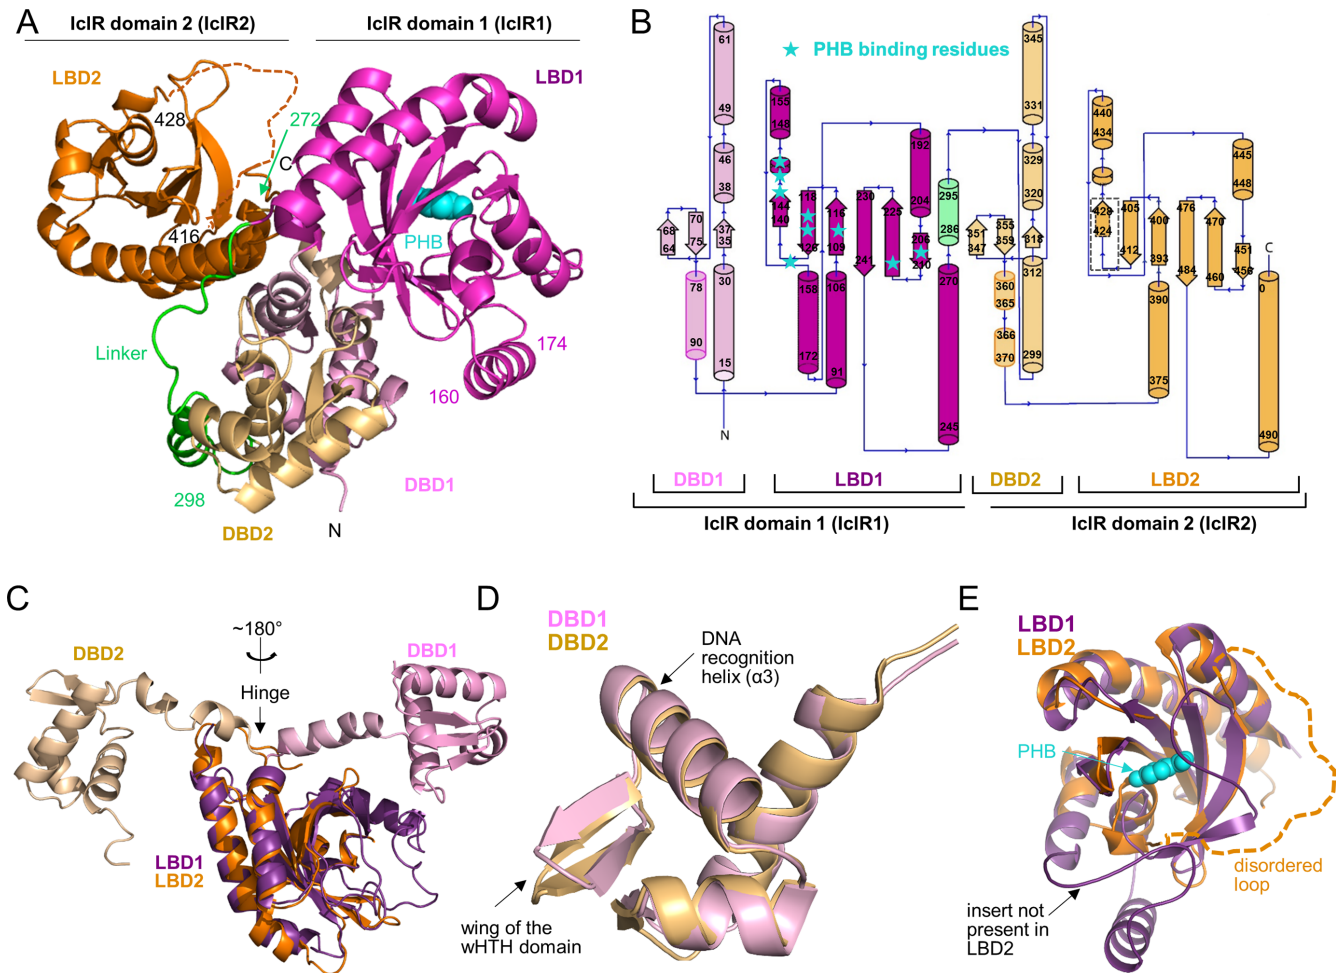 A
IclR domain 2 (IclR2)
IclR domain 1 (IclR1)
LBD2
LBD1
428
272
C
416
PHB
Linker
174
160
298
DBD1
DBD2
N
B
PHB binding residues
61
49
46
38
37
35
70
75
68
64
30
15
78
90
N
155
148
144
140
118
126
116
109
158
172
106
91
230
241
225
192
204
206
210
270
245
295
286
345
331
329
320
318
312
299
351
347
355
359
360
365
366
370
440
434
428
424
405
412
400
393
390
375
476
484
470
460
445
448
451
456
C
0
490
DBD1
LBD1
DBD2
LBD2
IclR domain 1 (IclR1)
IclR domain 2 (IclR2)
C
~180°
DBD2
DBD1
Hinge
LBD1
LBD2
D
DBD1
DBD2
DNA
recognition
helix (α3)
wing of the
wHTH domain
E
LBD1
LBD2
PHB
disordered
loop
insert not
present in
LBD2